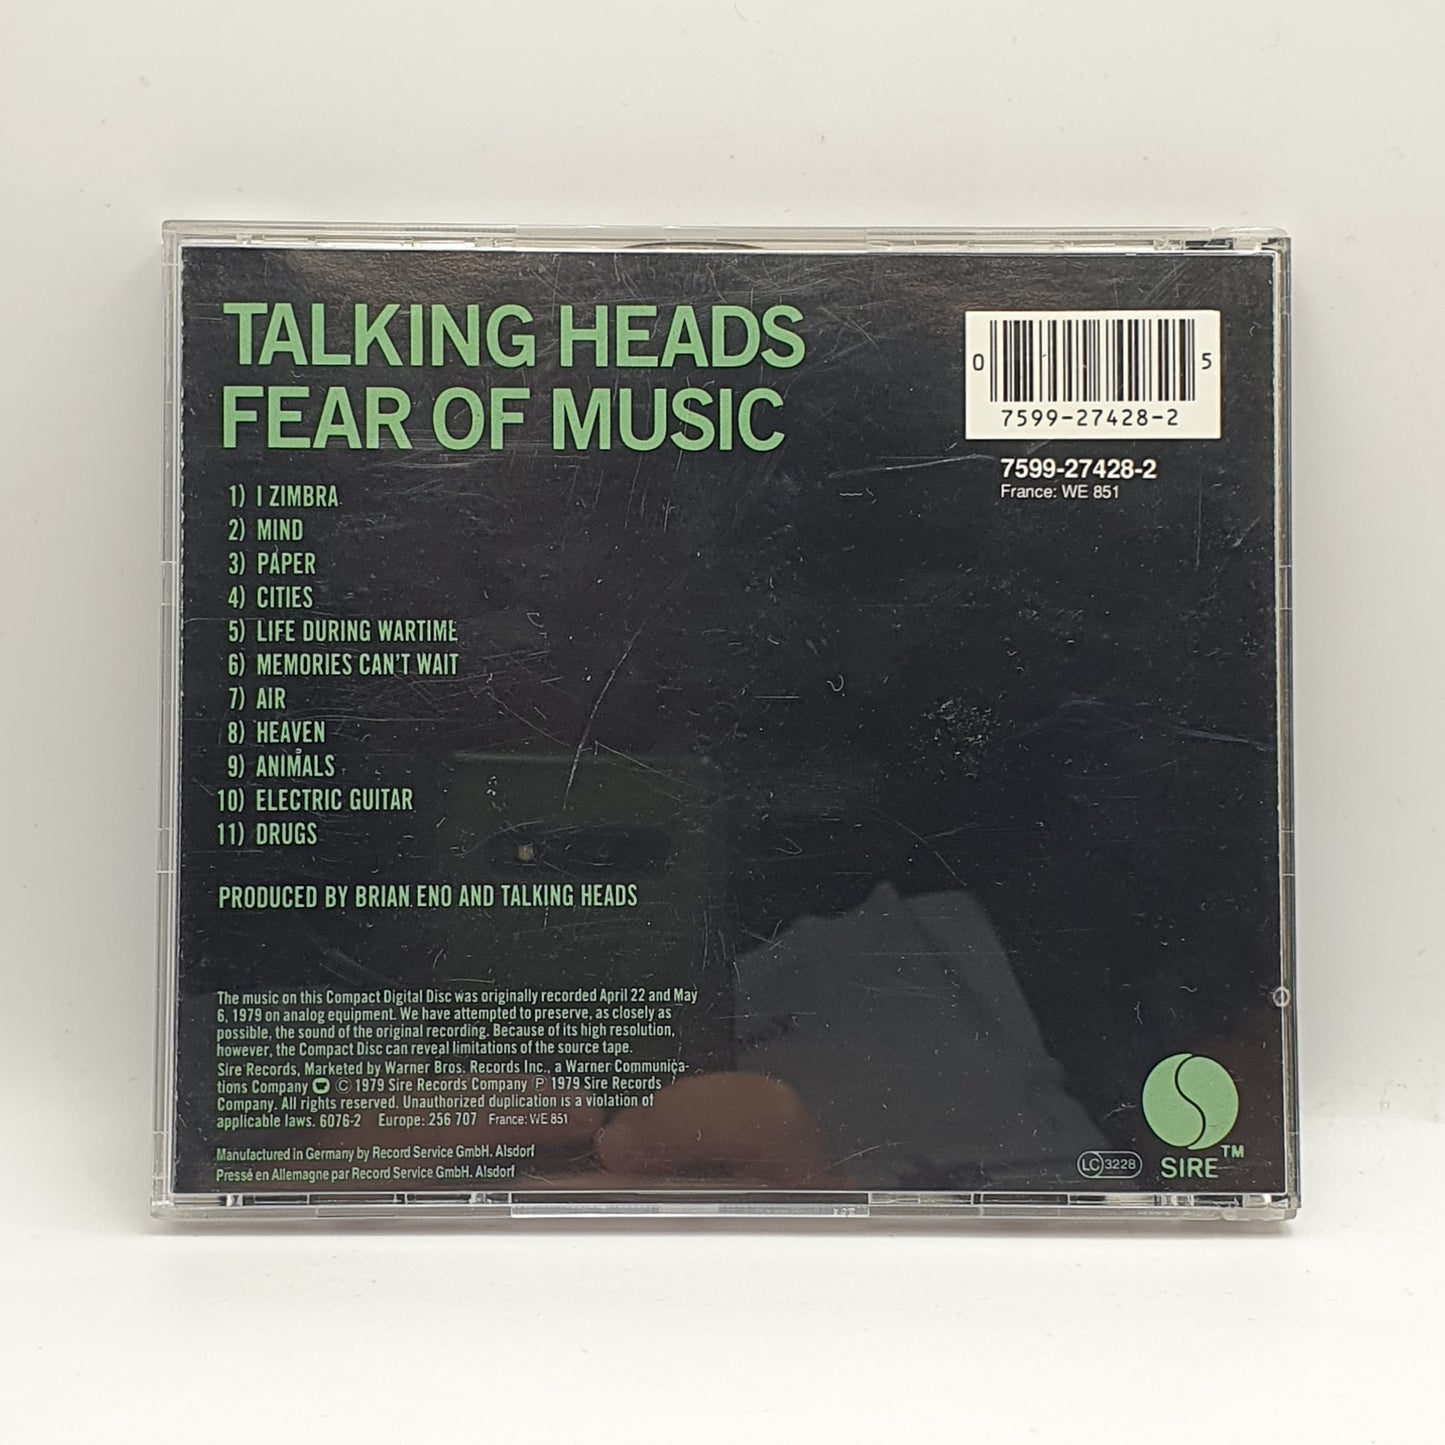 TALKING HEADS
FEAR OF MUSIC
0 5
7599-27428-2
7599-27428-2
France: WE 851
1) I ZIMBRA
2) MIND
3) PAPER
4) CITIES
5) LIFE DURING WARTIME
6) MEMORIES CAN'T WAIT
7) AIR
8) HEAVEN
9) ANIMALS
10) ELECTRIC GUITAR
11) DRUGS
PRODUCED BY BRIAN ENO AND TALKING HEADS
The music on this Compact Digital Disc was originally recorded April 22 and May
6, 1979 on analog equipment. We have attempted to preserve, as closely as
possible, the sound of the original recording. Because of its high resolution,
however, the Compact Disc can reveal limitations of the source tape.
Sire Records, Marketed by Warner Bros. Records Inc., a Warner Communica-
tions Company © 1979 Sire Records Company ℗ 1979 Sire Records
Company. All rights reserved. Unauthorized duplication is a violation of
applicable laws. 6076-2 Europe: 256 707 France: WE 851
Manufactured in Germany by Record Service GmbH. Alsdorf
Pressé en Allemagne par Record Service GmbH. Alsdorf
LC 3228
SIRE™